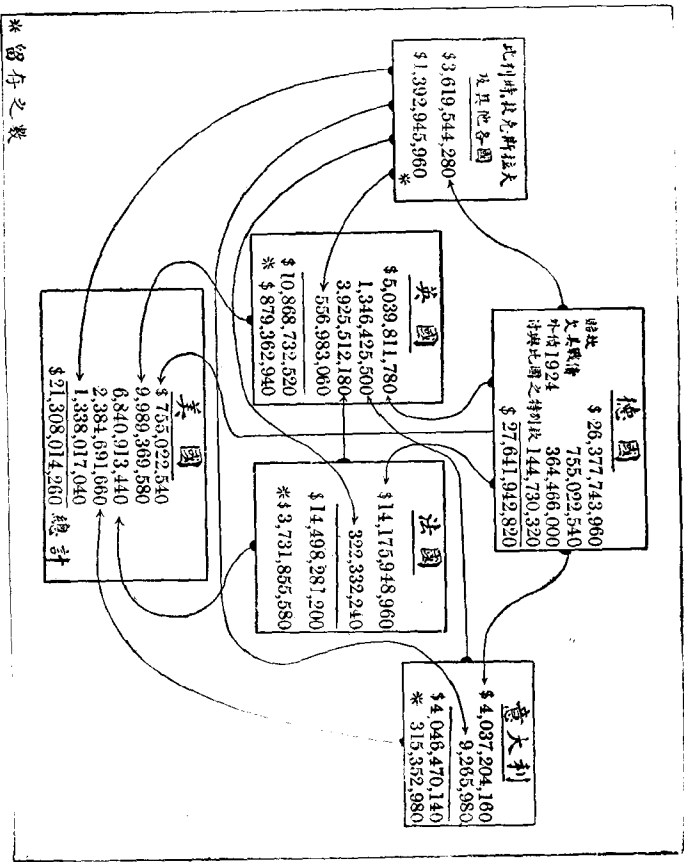 德國
賠款 $26,377,743,960
欠美戰債 755,022,540
外債1924 364,466,000
清與比國之特别款 144,730,320
$27,641,942,820
比利時,捷克斯拉夫
及其他各國
$3,619,544,280
$1,392,945,960 *
英國
$5,039,811,780
1,346,425,500
3,925,512,180
556,983,060
$10,868,732,520
* $879,362,940
法國
$14,175,948,960
322,332,240
$14,498,281,200
*$3,731,855,580
意大利
$4,037,204,160
9,265,980
$4,046,470,140
* 315,352,980
美國
$755,022,540
9,989,369,580
6,840,913,440
2,384,691,660
1,338,017,040
$21,308,014,260 總計
* 留存之數